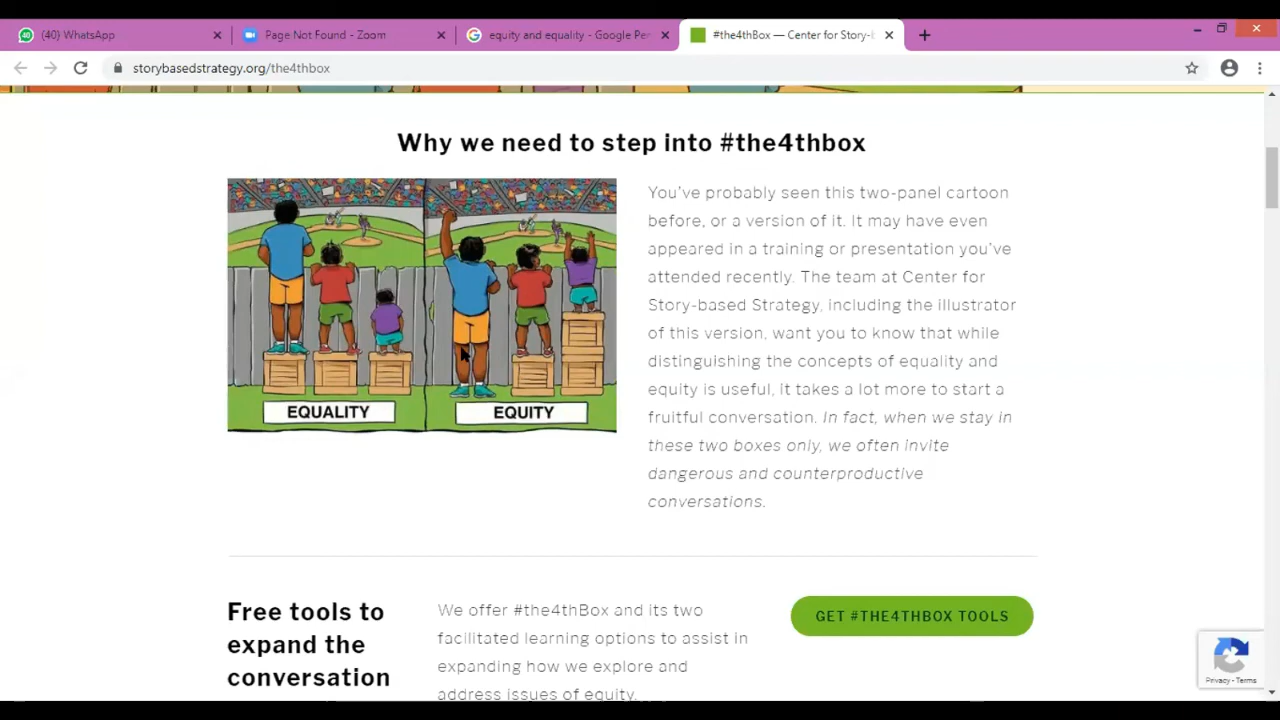 (40) WhatsApp
Page Not Found - Zoom
equity and equality - Google Per
#the4thBox — Center for Story-b
storybasedstrategy.org/the4thbox
Why we need to step into #the4thbox
EQUALITY
EQUITY
You've probably seen this two-panel cartoon
before, or a version of it. It may have even
appeared in a training or presentation you've
attended recently. The team at Center for
Story-based Strategy, including the illustrator
of this version, want you to know that while
distinguishing the concepts of equality and
equity is useful, it takes a lot more to start a
fruitful conversation. In fact, when we stay in
these two boxes only, we often invite
dangerous and counterproductive
conversations.
Free tools to
expand the
conversation
We offer #the4thBox and its two
facilitated learning options to assist in
expanding how we explore and
address issues of equity.
GET #THE4THBOX TOOLS
Privacy - Terms